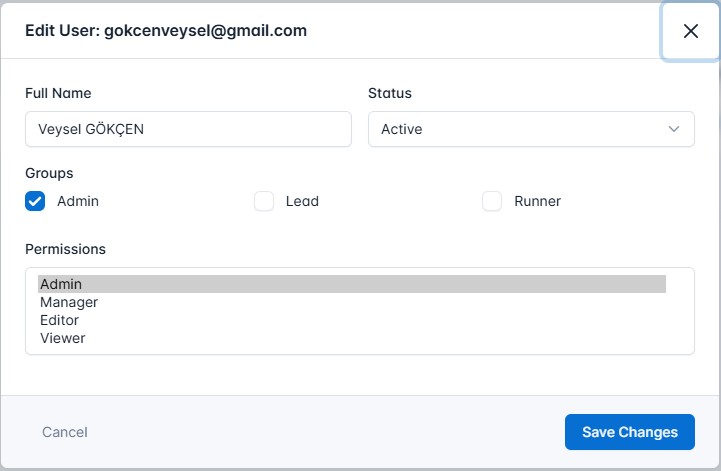 Edit User: gokcenveysel@gmail.com
Full Name
Status
Veysel GÖKÇEN
Active
Groups
Admin
Lead
Runner
Permissions
Admin
Manager
Editor
Viewer
Cancel
Save Changes